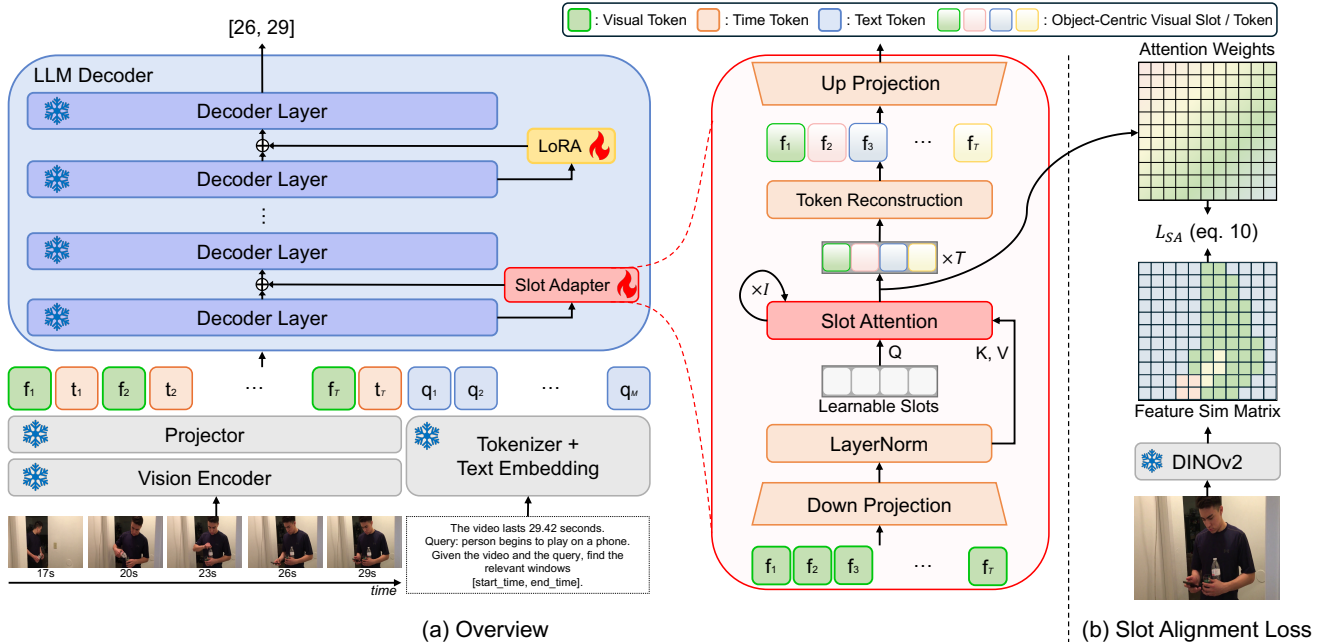 : Visual Token : Time Token : Text Token : Object-Centric Visual Slot / Token
[26, 29]
LLM Decoder
Decoder Layer
LoRA
Decoder Layer
⋮
Decoder Layer
Slot Adapter
Decoder Layer
f1 t1 f2 t2 ... fT tT q1 q2 ... qM
Projector
Vision Encoder
Tokenizer +
Text Embedding
17s 20s 23s 26s 29s
time
The video lasts 29.42 seconds.
Query: person begins to play on a phone.
Given the video and the query, find the
relevant windows
[start_time, end_time].
(a) Overview
Up Projection
f1 f2 f3 ... fT
Token Reconstruction
×T
×I
Slot Attention
Q
K, V
Learnable Slots
LayerNorm
Down Projection
f1 f2 f3 ... fT
Attention Weights
LSA (eq. 10)
Feature Sim Matrix
DINOv2
(b) Slot Alignment Loss